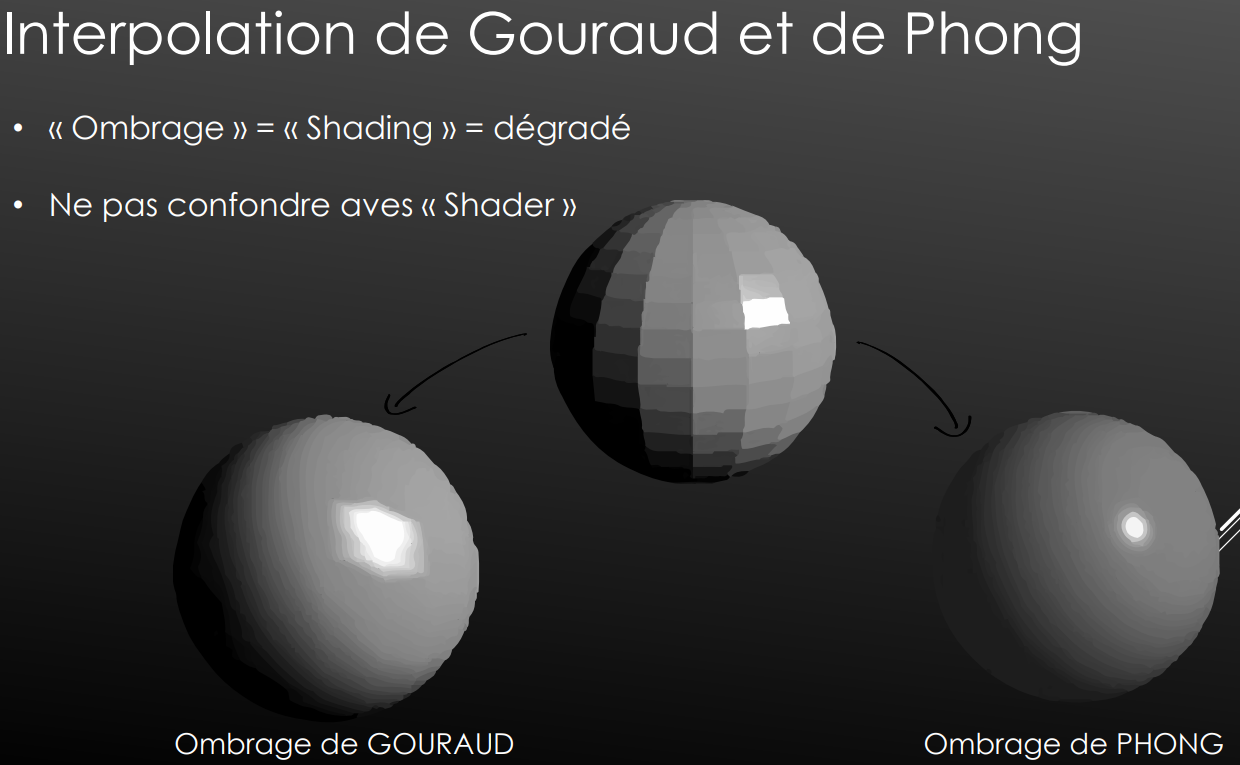 Interpolation de Gouraud et de Phong
• « Ombrage » = « Shading » = dégradé
• Ne pas confondre aves « Shader »
Ombrage de GOURAUD
Ombrage de PHONG